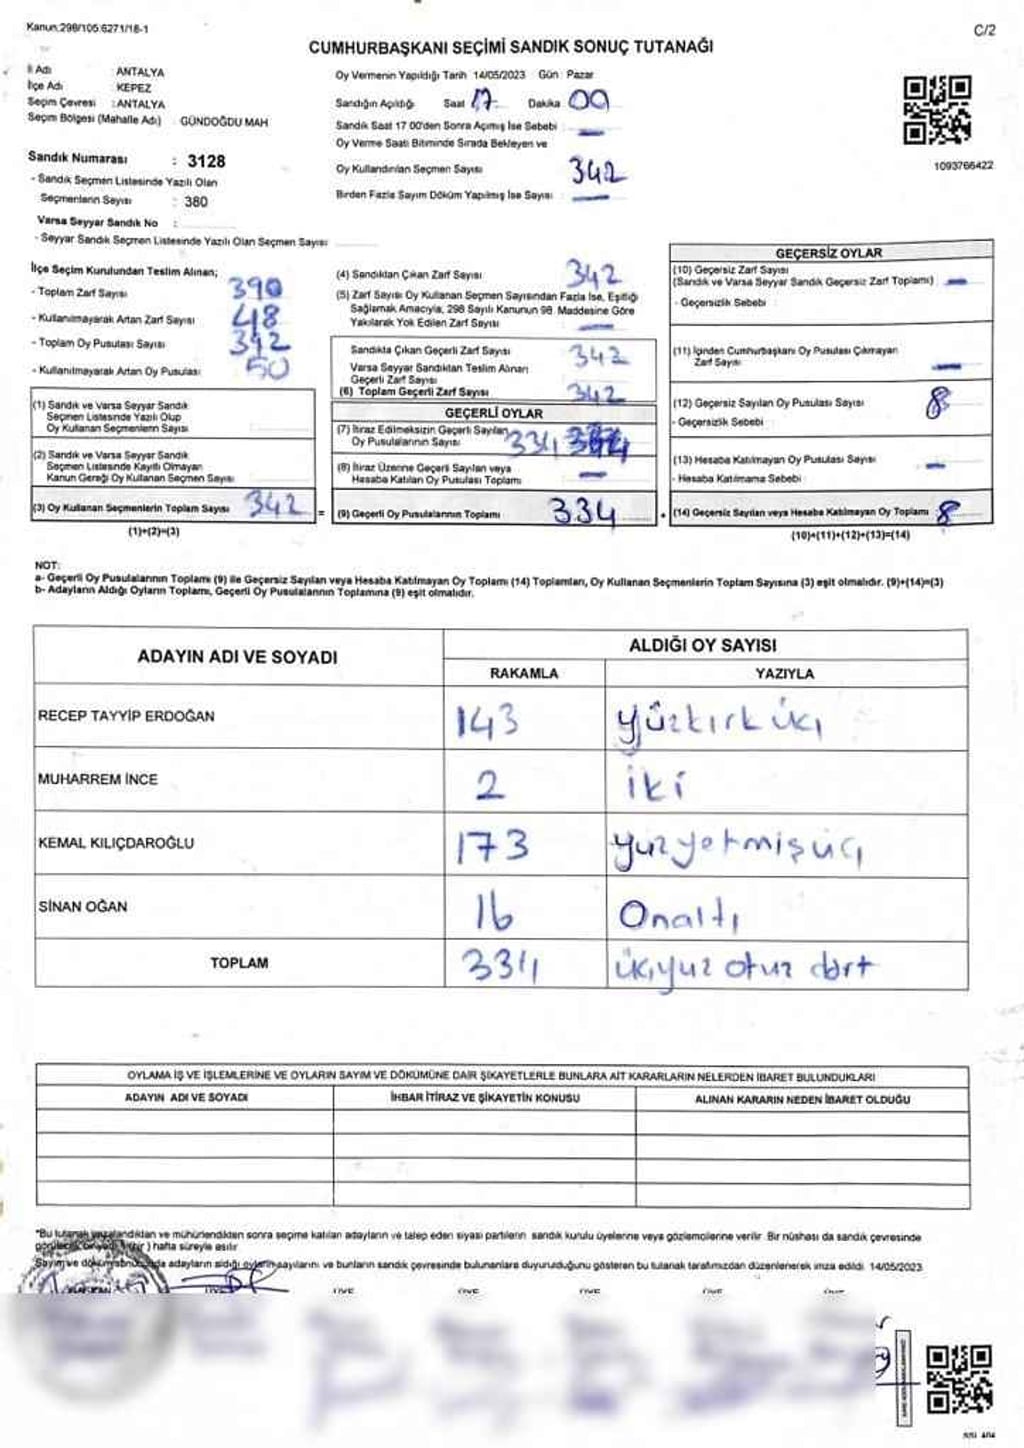 Kanun:298/105:6271/18-1
C/2
CUMHURBAŞKANI SEÇİMİ SANDIK SONUÇ TUTANAĞI
İl Adı : ANTALYA
İlçe Adı : KEPEZ
Seçim Çevresi : ANTALYA
Seçim Bölgesi (Mahalle Adı) : GÜNDOĞDU MAH
Sandık Numarası : 3128
- Sandık Seçmen Listesinde Yazılı Olan
Seçmenlerin Sayısı : 380
Varsa Seyyar Sandık No :
- Seyyar Sandık Seçmen Listesinde Yazılı Olan Seçmen Sayısı
Oy Vermenin Yapıldığı Tarih 14/05/2023 Gün : Pazar
Sandığın Açıldığı Saat 17 Dakika 00
Sandık Saat 17 00'den Sonra Açılmış İse Sebebi : -
Oy Verme Saati Bitiminde Sırada Bekleyen ve
Oy Kullandırılan Seçmen Sayısı 342
Birden Fazla Sayım Döküm Yapılmış İse Sayısı : -
1093766422
İlçe Seçim Kurulundan Teslim Alınan;
- Toplam Zarf Sayısı 390
- Kullanılmayarak Artan Zarf Sayısı 48
- Toplam Oy Pusulası Sayısı 392
- Kullanılmayarak Artan Oy Pusulası 50
(1) Sandık ve Varsa Seyyar Sandık
Seçmen Listesinde Yazılı Olup
Oy Kullanan Seçmenlerin Sayısı
(2) Sandık ve Varsa Seyyar Sandık
Seçmen Listesinde Kayıtlı Olmayan
Kanun Gereği Oy Kullanan Seçmen Sayısı
(3) Oy Kullanan Seçmenlerin Toplam Sayısı 342 =
(1)+(2)=(3)
(4) Sandıktan Çıkan Zarf Sayısı 342
(5) Zarf Sayısı Oy Kullanan Seçmen Sayısından Fazla İse, Eşitliği
Sağlamak Amacıyla, 298 Sayılı Kanunun 98. Maddesine Göre
Yakılarak Yok Edilen Zarf Sayısı -
Sandıkta Çıkan Geçerli Zarf Sayısı 342
Varsa Seyyar Sandıktan Teslim Alınan
Geçerli Zarf Sayısı
(6) Toplam Geçerli Zarf Sayısı 342
GEÇERLİ OYLAR
(7) İtiraz Edilmeksizin Geçerli Sayılan
Oy Pusulalarının Sayısı 334
(8) İtiraz Üzerine Geçerli Sayılan veya
Hesaba Katılan Oy Pusulası Toplamı -
(9) Geçerli Oy Pusulalarının Toplamı 334 +
GEÇERSİZ OYLAR
(10) Geçersiz Zarf Sayısı
(Sandık ve Varsa Seyyar Sandık Geçersiz Zarf Toplamı) -
- Geçersizlik Sebebi :
(11) İçinden Cumhurbaşkanı Oy Pusulası Çıkmayan
Zarf Sayısı -
(12) Geçersiz Sayılan Oy Pusulası Sayısı 8
- Geçersizlik Sebebi :
(13) Hesaba Katılmayan Oy Pusulası Sayısı -
- Hesaba Katılmama Sebebi :
(14) Geçersiz Sayılan veya Hesaba Katılmayan Oy Toplamı 8
(10)+(11)+(12)+(13)=(14)
NOT:
a- Geçerli Oy Pusulalarının Toplamı (9) ile Geçersiz Sayılan veya Hesaba Katılmayan Oy Toplamı (14) Toplamları, Oy Kullanan Seçmenlerin Toplam Sayısına (3) eşit olmalıdır. (9)+(14)=(3)
b- Adayların Aldığı Oyların Toplamı, Geçerli Oy Pusulalarının Toplamına (9) eşit olmalıdır.
ADAYIN ADI VE SOYADI
ALDIĞI OY SAYISI
RAKAMLA YAZIYLA
RECEP TAYYİP ERDOĞAN 143 yüzkırk üçı
MUHARREM İNCE 2 İki
KEMAL KILIÇDAROĞLU 173 yüzyetmişüç
SİNAN OĞAN 16 Onaltı
TOPLAM 334 üçyüz otuz dört
OYLAMA İŞ VE İŞLEMLERİNE VE OYLARIN SAYIM VE DÖKÜMÜNE DAİR ŞİKAYETLERLE BUNLARA AİT KARARLARIN NELERDEN İBARET BULUNDUKLARI
ADAYIN ADI VE SOYADI İHBAR İTİRAZ VE ŞİKAYETİN KONUSU ALINAN KARARIN NEDEN İBARET OLDUĞU
*Bu tutanak imzalandıktan ve mühürlendikten sonra seçime katılan adayların ve talep eden siyasi partilerin sandık kurulu üyelerine veya gözlemcilerine verilir. Bir nüshası da sandık çevresinde
görülecek bir yere (bir) hafta süreyle asılır
Sayım ve dökümde adayların aldığı oyların sayılarını ve bunların sandık çevresinde bulunanlara duyurulduğunu gösteren bu tutanak tarafımızdan düzenlenerek imza edildi. 14/05/2023
ÜYE ÜYE ÜYE ÜYE